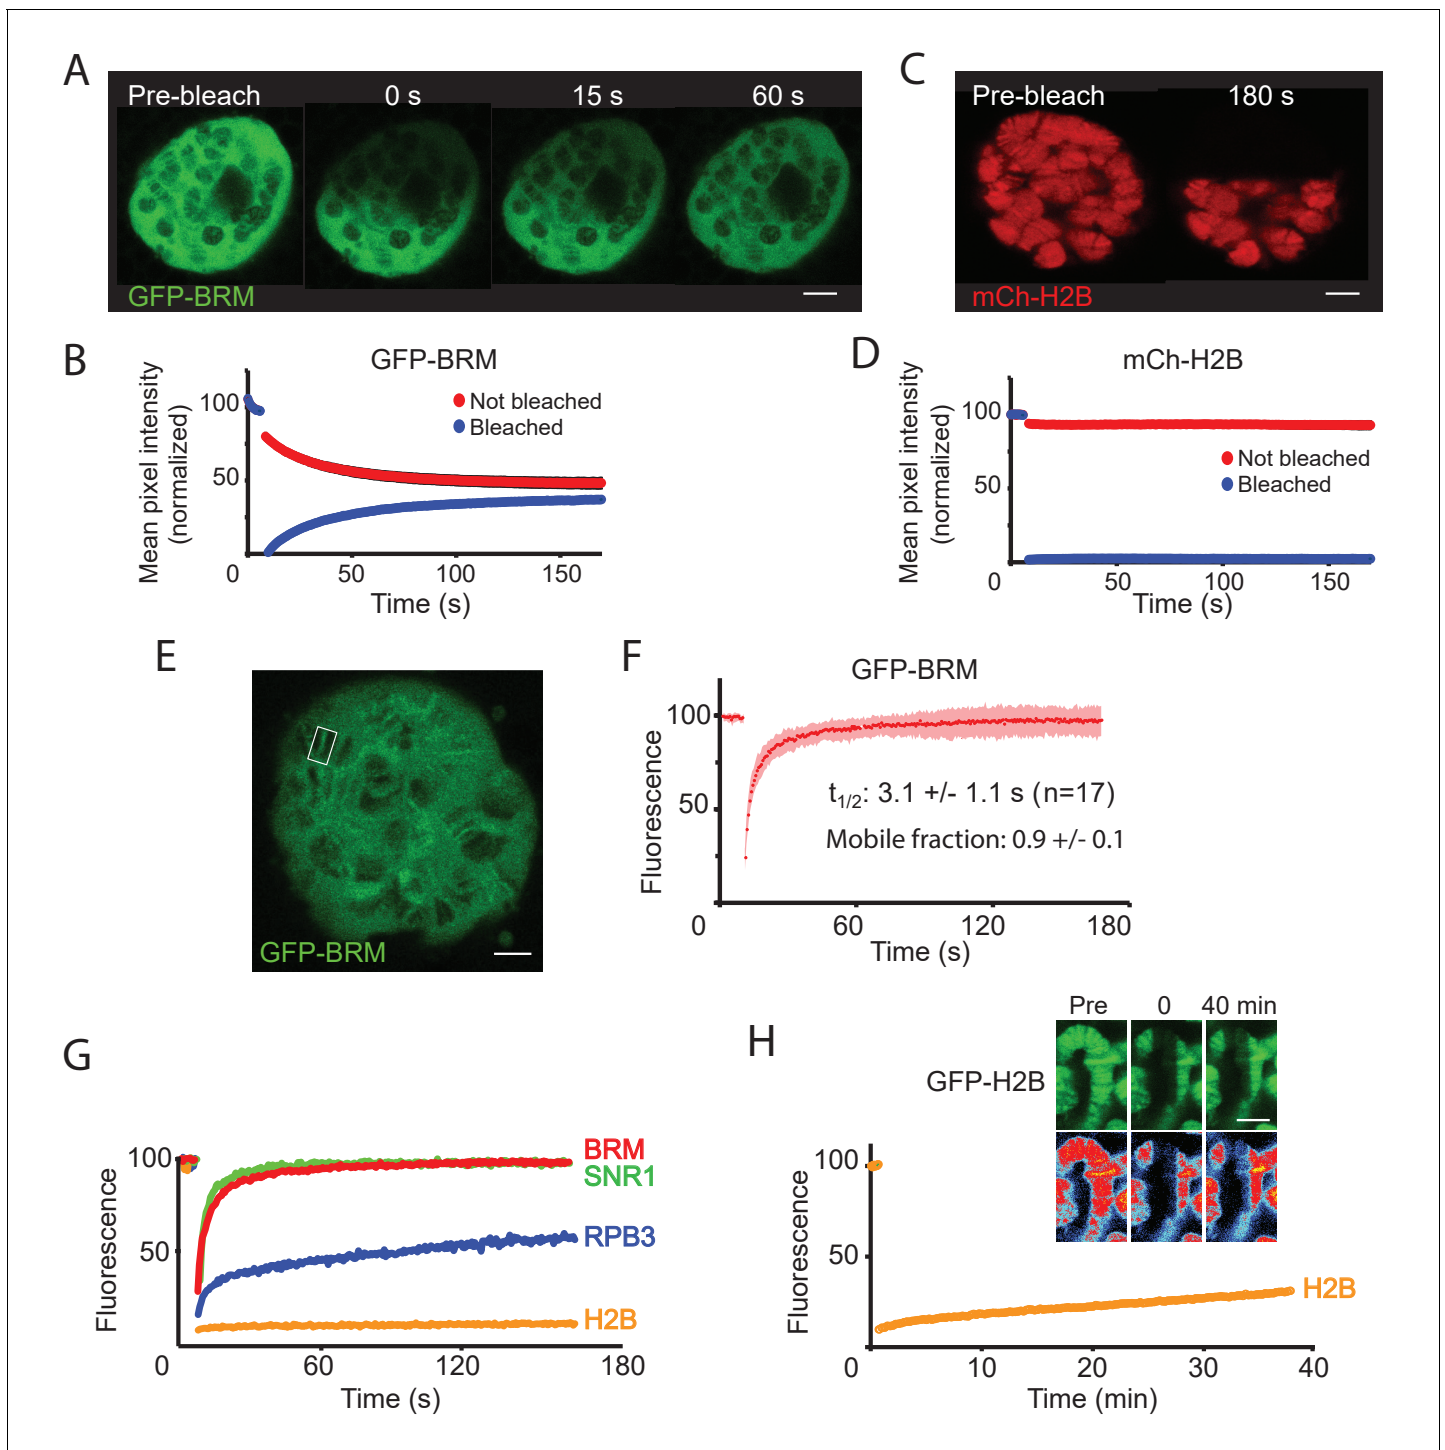 A
Pre-bleach 0 s 15 s 60 s
GFP-BRM
C
Pre-bleach 180 s
mCh-H2B
B
GFP-BRM
Mean pixel intensity
(normalized)
100
50
0 50 100 150
Time (s)
Not bleached
Bleached
D
mCh-H2B
Mean pixel intensity
(normalized)
100
50
0 50 100 150
Time (s)
Not bleached
Bleached
E
GFP-BRM
F
GFP-BRM
Fluorescence
100
50
t1/2: 3.1 +/- 1.1 s (n=17)
Mobile fraction: 0.9 +/- 0.1
0 60 120 180
Time (s)
G
Fluorescence
100
50
BRM
SNR1
RPB3
H2B
0 60 120 180
Time (s)
H
Pre 0 40 min
GFP-H2B
Fluorescence
100
50
H2B
0 10 20 30 40
Time (min)